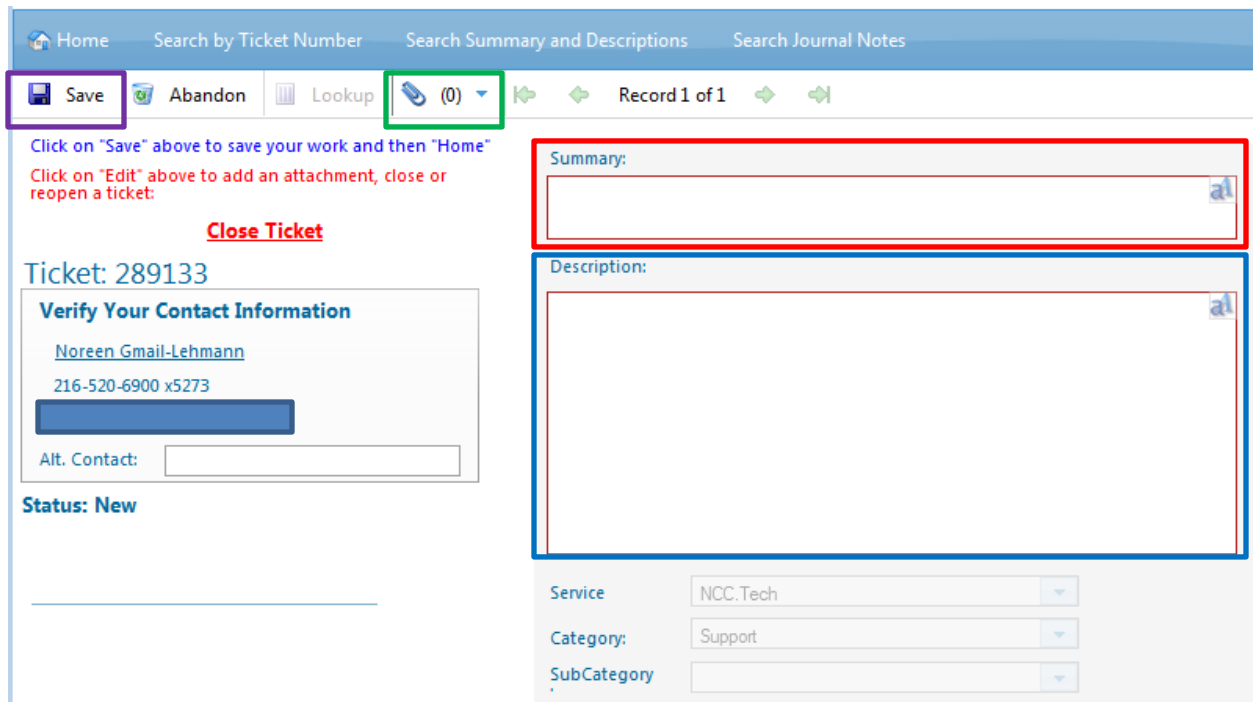 Home Search by Ticket Number Search Summary and Descriptions Search Journal Notes
Save Abandon Lookup (0) Record 1 of 1
Click on "Save" above to save your work and then "Home"
Click on "Edit" above to add an attachment, close or
reopen a ticket:
Close Ticket
Ticket: 289133
Verify Your Contact Information
Noreen Gmail-Lehmann
216-520-6900 x5273
Alt. Contact:
Status: New
Summary:
Description:
Service NCC.Tech
Category: Support
SubCategory